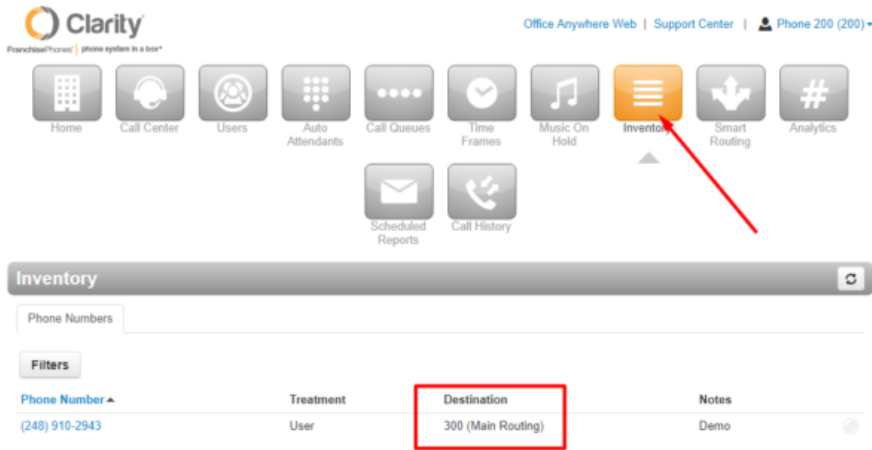 Clarity
FranchisePhones' | phone system in a box*
Office Anywhere Web | Support Center | Phone 200 (200)
Home
Call Center
Users
Auto Attendants
Call Queues
Time Frames
Music On Hold
Inventory
Smart Routing
#
Analytics
Scheduled Reports
Call History
Inventory
Phone Numbers
Filters
Phone Number Treatment Destination Notes
(248) 910-2943 User 300 (Main Routing) Demo